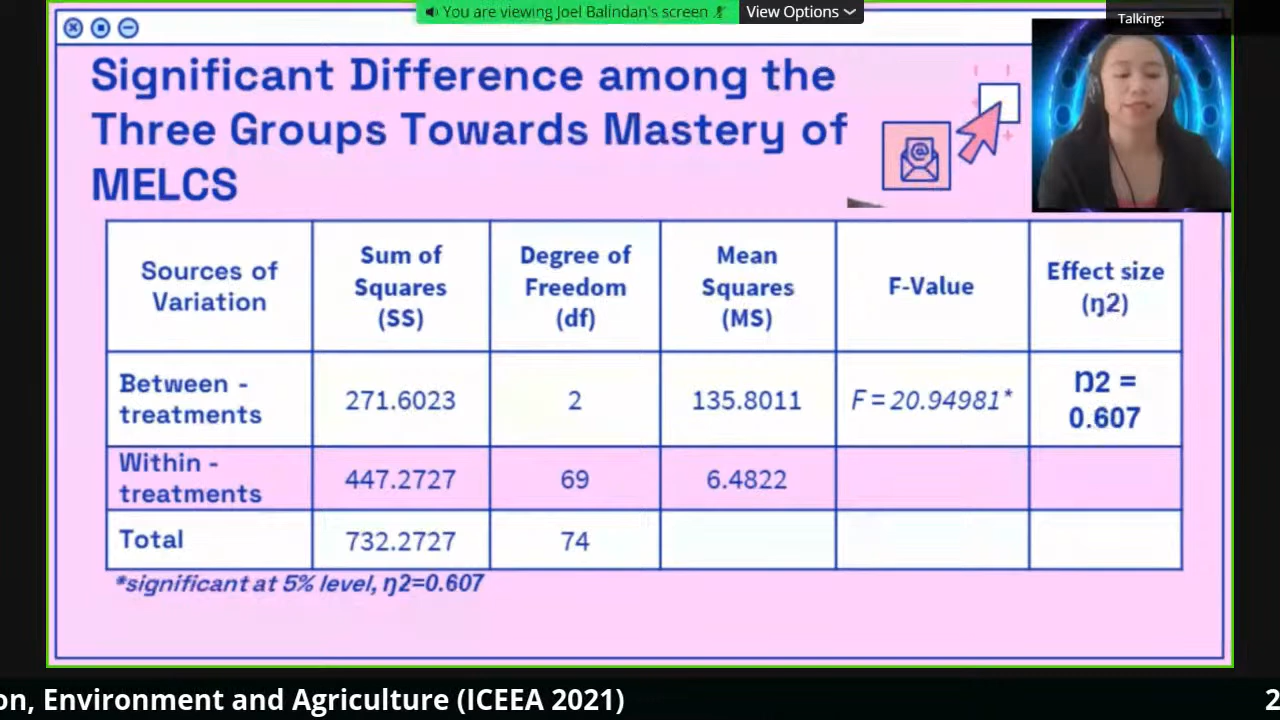 You are viewing Joel Balindan's screen
View Options
Talking:
Significant Difference among the
Three Groups Towards Mastery of
MELCS
Sources of
Variation
Sum of
Squares
(SS)
Degree of
Freedom
(df)
Mean
Squares
(MS)
F-Value
Effect size
(ŋ2)
Between -
treatments
271.6023
2
135.8011
F = 20.94981*
Ŋ2 =
0.607
Within -
treatments
447.2727
69
6.4822
Total
732.2727
74
*significant at 5% level, ŋ2=0.607
on, Environment and Agriculture (ICEEA 2021)
2